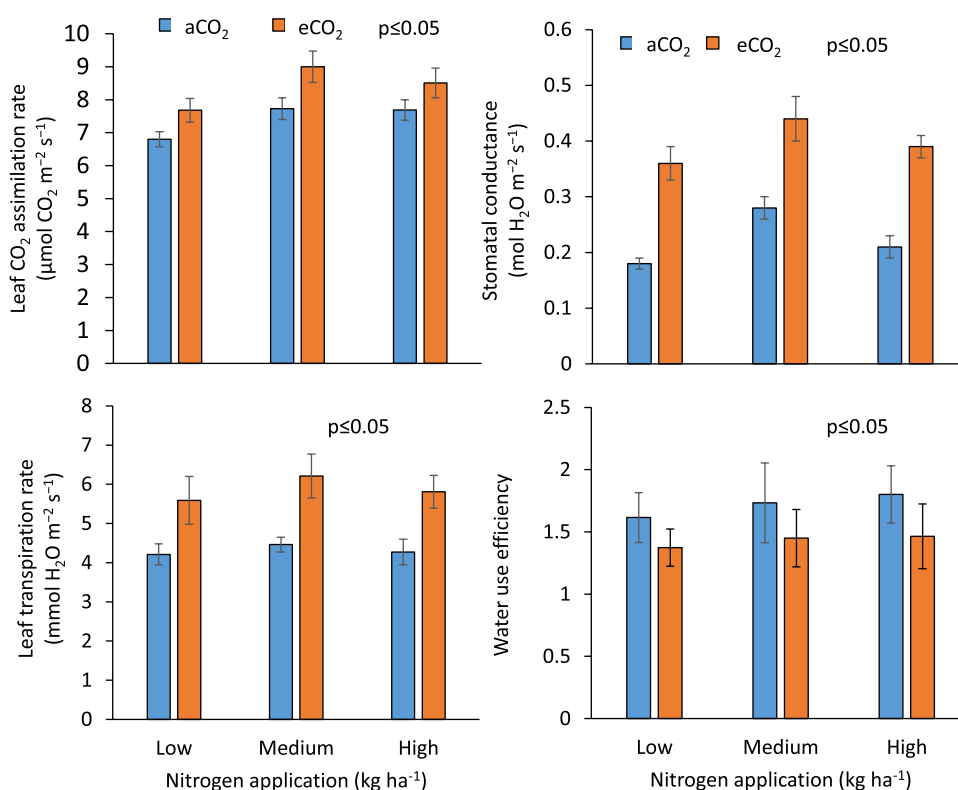 aCO₂ eCO₂ p≤0.05
Leaf CO₂ assimilation rate
(µmol CO₂ m⁻² s⁻¹)
10
9
8
7
6
5
4
3
2
1
0
aCO₂ eCO₂ p≤0.05
Stomatal conductance
(mol H₂O m⁻² s⁻¹)
0.6
0.5
0.4
0.3
0.2
0.1
0
p≤0.05
Leaf transpiration rate
(mmol H₂O m⁻² s⁻¹)
8
7
6
5
4
3
2
1
0
Low Medium High
Nitrogen application (kg ha⁻¹)
p≤0.05
Water use efficiency
2.5
2
1.5
1
0.5
0
Low Medium High
Nitrogen application (kg ha⁻¹)